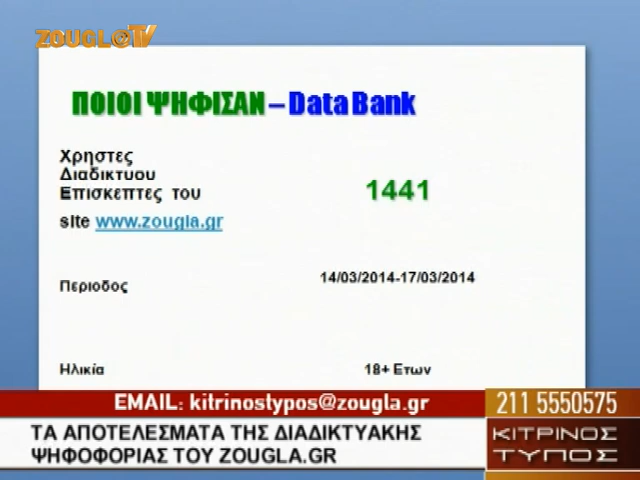 ZOUGL@TV
ΠΟΙΟΙ ΨΗΦΙΣΑΝ – Data Bank
Χρηστες
Διαδικτυου
Επισκεπτες του
site www.zougla.gr
1441
Περιοδος
14/03/2014-17/03/2014
Ηλικία
18+ Ετων
EMAIL: kitrinostypos@zougla.gr
211 5550575
ΤΑ ΑΠΟΤΕΛΕΣΜΑΤΑ ΤΗΣ ΔΙΑΔΙΚΤΥΑΚΗΣ
ΨΗΦΟΦΟΡΙΑΣ ΤΟΥ ZOUGLA.GR
ΚΙΤΡΙΝΟΣ
ΤΥΠΟΣ